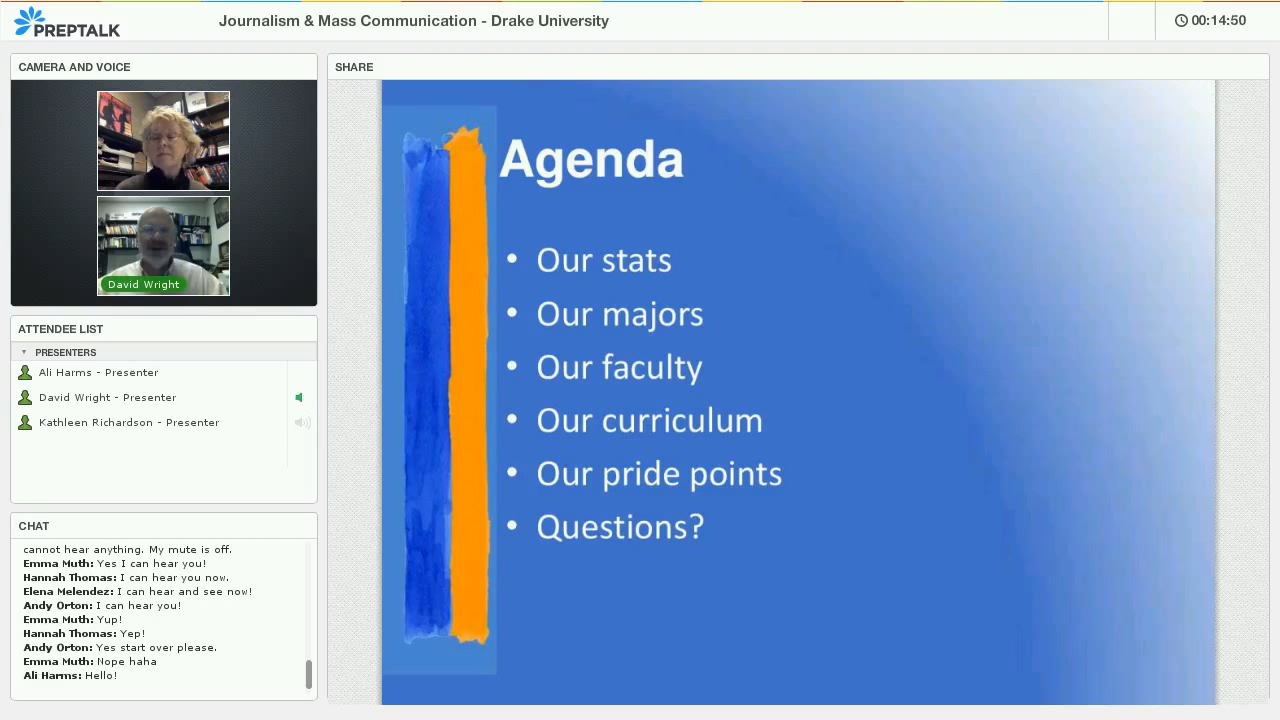 PREPTALK
Journalism & Mass Communication - Drake University
00:14:50
CAMERA AND VOICE
David Wright
ATTENDEE LIST
PRESENTERS
Ali Harms - Presenter
David Wright - Presenter
Kathleen Richardson - Presenter
CHAT
cannot hear anything. My mute is off.
Emma Muth: Yes I can hear you!
Hannah Thomas: I can hear you now.
Elena Melendez: I can hear and see now!
Andy Orton: I can hear you!
Emma Muth: Yup!
Hannah Thomas: Yep!
Andy Orton: Yes start over please.
Emma Muth: Nope haha
Ali Harms: Hello!
SHARE
Agenda
• Our stats
• Our majors
• Our faculty
• Our curriculum
• Our pride points
• Questions?